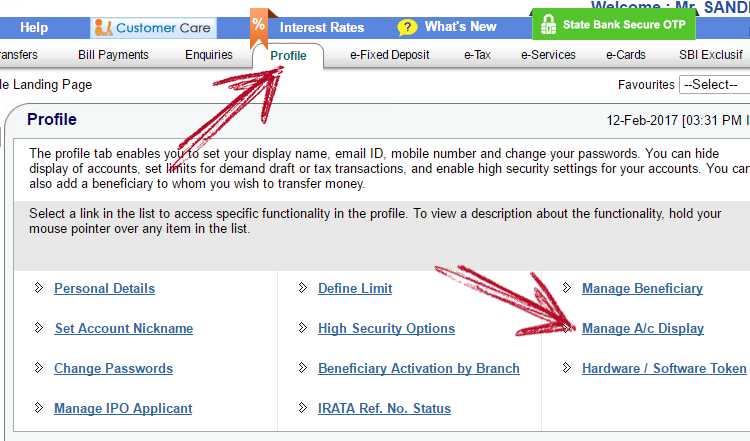 Welcome : Mr. SAND
Help
Customer Care
%
Interest Rates
?
What's New
State Bank Secure OTP
ansfers
Bill Payments
Enquiries
Profile
e-Fixed Deposit
e-Tax
e-Services
e-Cards
SBI Exclusif
le Landing Page
Favourites
--Select--
Profile
12-Feb-2017 [03:31 PM I
The profile tab enables you to set your display name, email ID, mobile number and change your passwords. You can hide
display of accounts, set limits for demand draft or tax transactions, and enable high security settings for your accounts. You can
also add a beneficiary to whom you wish to transfer money.
Select a link in the list to access specific functionality in the profile. To view a description about the functionality, hold your
mouse pointer over any item in the list.
Personal Details
Define Limit
Manage Beneficiary
Set Account Nickname
High Security Options
Manage A/c Display
Change Passwords
Beneficiary Activation by Branch
Hardware / Software Token
Manage IPO Applicant
IRATA Ref. No. Status